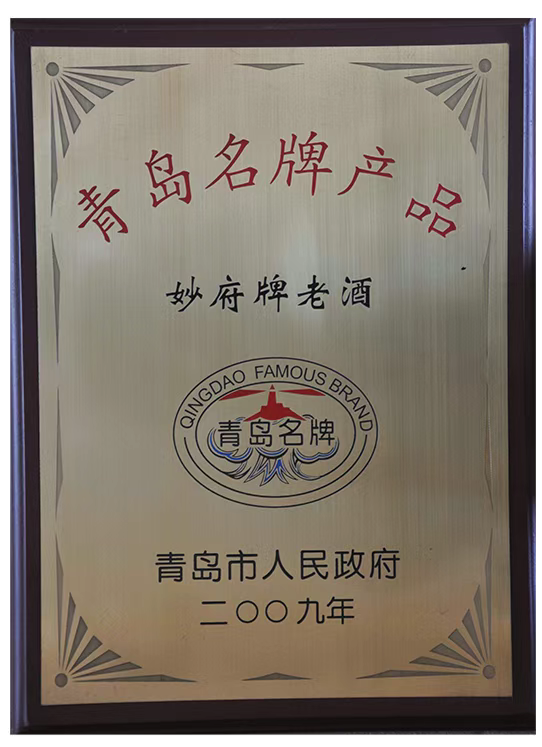 青岛名牌产品
妙府牌老酒
QINGDAO FAMOUS BRAND
青岛名牌
青岛市人民政府
二〇〇九年